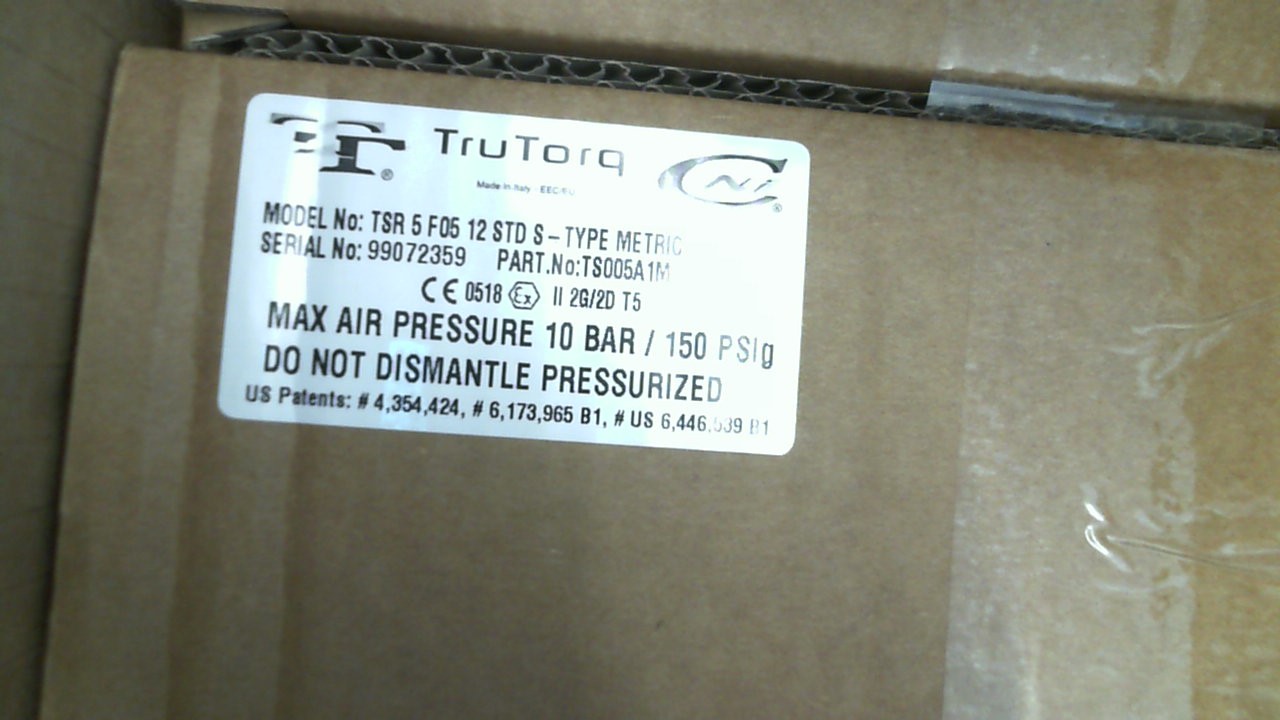 TruTorq
Made in Italy - EEC/EU
MODEL No: TSR 5 F05 12 STD S-TYPE METRIC
SERIAL No: 99072359 PART.No:TS005A1M
CE 0518 Ex II 2G/2D T5
MAX AIR PRESSURE 10 BAR / 150 PSIg
DO NOT DISMANTLE PRESSURIZED
US Patents: # 4,354,424, # 6,173,965 B1, # US 6,446,539 B1